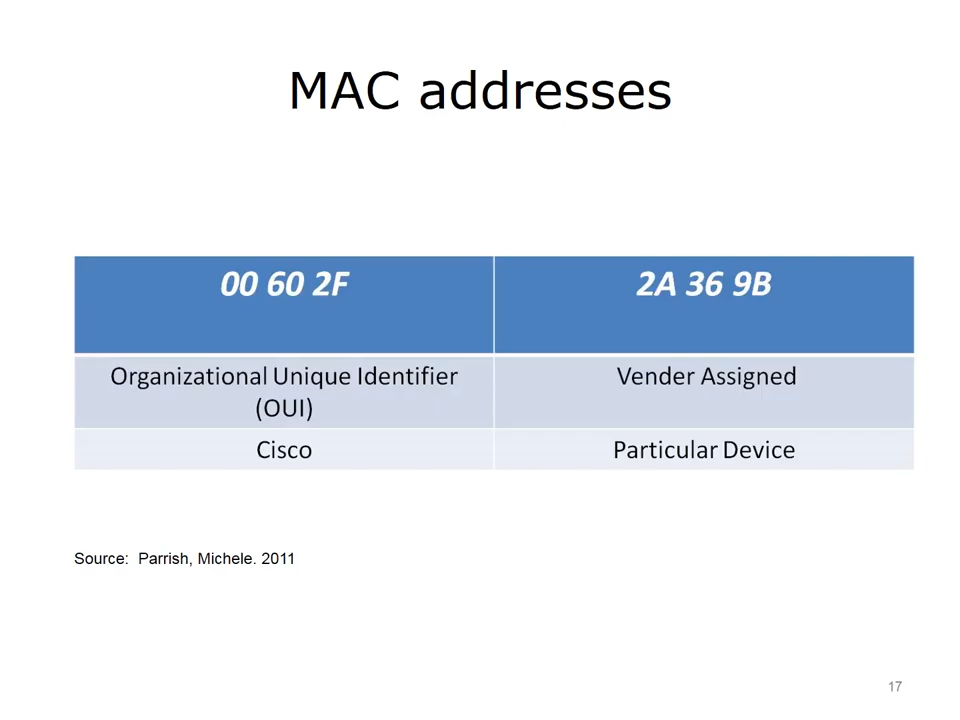 MAC addresses
00 60 2F
2A 36 9B
Organizational Unique Identifier
(OUI)
Vender Assigned
Cisco
Particular Device
Source: Parrish, Michele. 2011
17